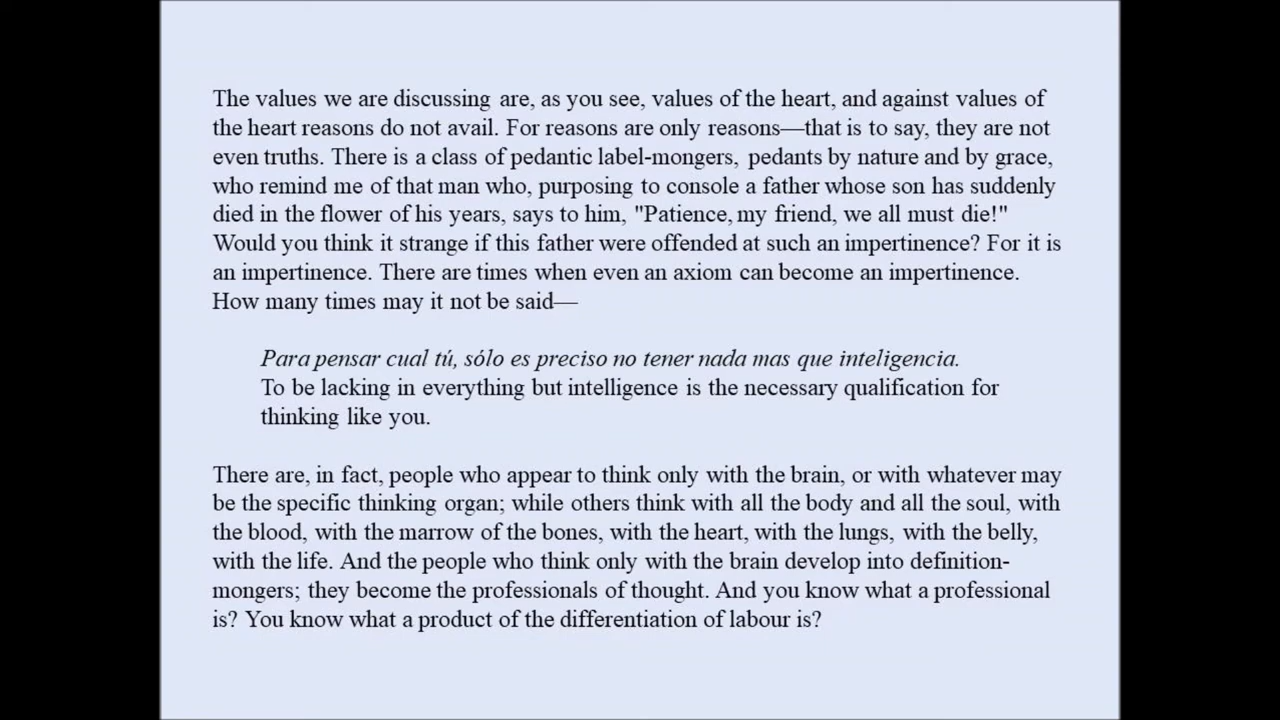 The values we are discussing are, as you see, values of the heart, and against values of
the heart reasons do not avail. For reasons are only reasons—that is to say, they are not
even truths. There is a class of pedantic label-mongers, pedants by nature and by grace,
who remind me of that man who, purposing to console a father whose son has suddenly
died in the flower of his years, says to him, "Patience, my friend, we all must die!"
Would you think it strange if this father were offended at such an impertinence? For it is
an impertinence. There are times when even an axiom can become an impertinence.
How many times may it not be said—
Para pensar cual tú, sólo es preciso no tener nada mas que inteligencia.
To be lacking in everything but intelligence is the necessary qualification for
thinking like you.
There are, in fact, people who appear to think only with the brain, or with whatever may
be the specific thinking organ; while others think with all the body and all the soul, with
the blood, with the marrow of the bones, with the heart, with the lungs, with the belly,
with the life. And the people who think only with the brain develop into definition-
mongers; they become the professionals of thought. And you know what a professional
is? You know what a product of the differentiation of labour is?